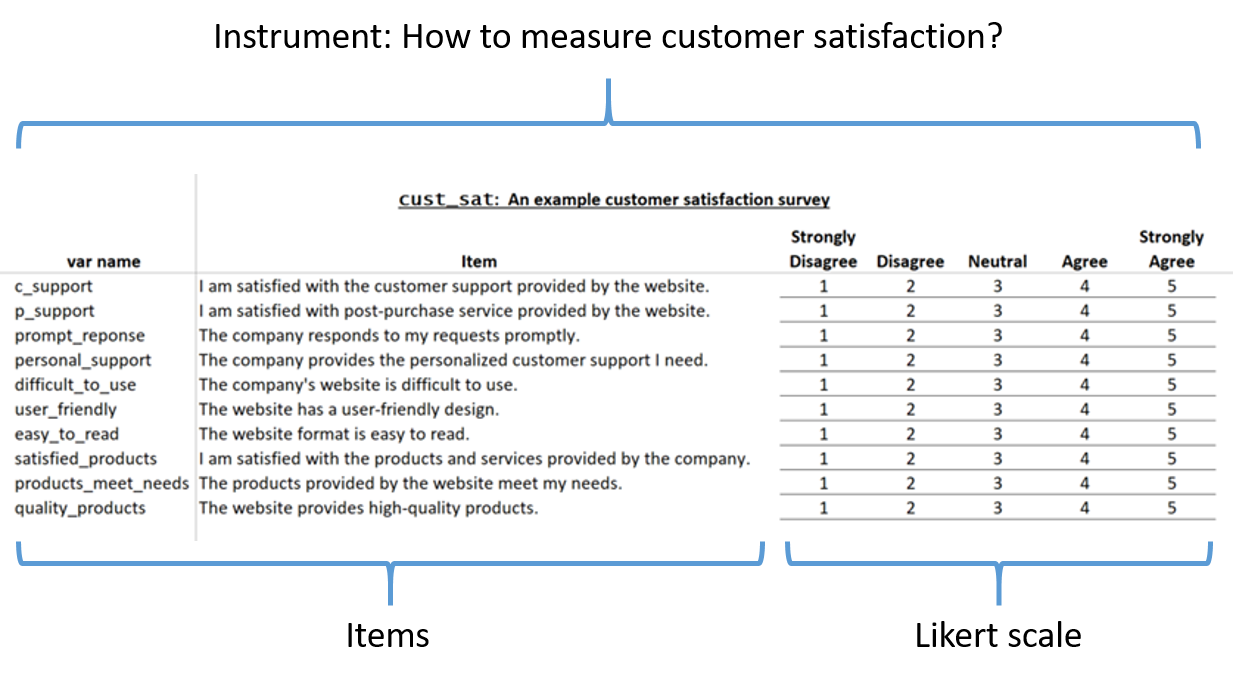 Instrument: How to measure customer satisfaction?
cust_sat: An example customer satisfaction survey
var name Item Strongly Disagree Disagree Neutral Agree Strongly Agree
c_support I am satisfied with the customer support provided by the website. 1 2 3 4 5
p_support I am satisfied with post-purchase service provided by the website. 1 2 3 4 5
prompt_reponse The company responds to my requests promptly. 1 2 3 4 5
personal_support The company provides the personalized customer support I need. 1 2 3 4 5
difficult_to_use The company's website is difficult to use. 1 2 3 4 5
user_friendly The website has a user-friendly design. 1 2 3 4 5
easy_to_read The website format is easy to read. 1 2 3 4 5
satisfied_products I am satisfied with the products and services provided by the company. 1 2 3 4 5
products_meet_needs The products provided by the website meet my needs. 1 2 3 4 5
quality_products The website provides high-quality products. 1 2 3 4 5
Items Likert scale